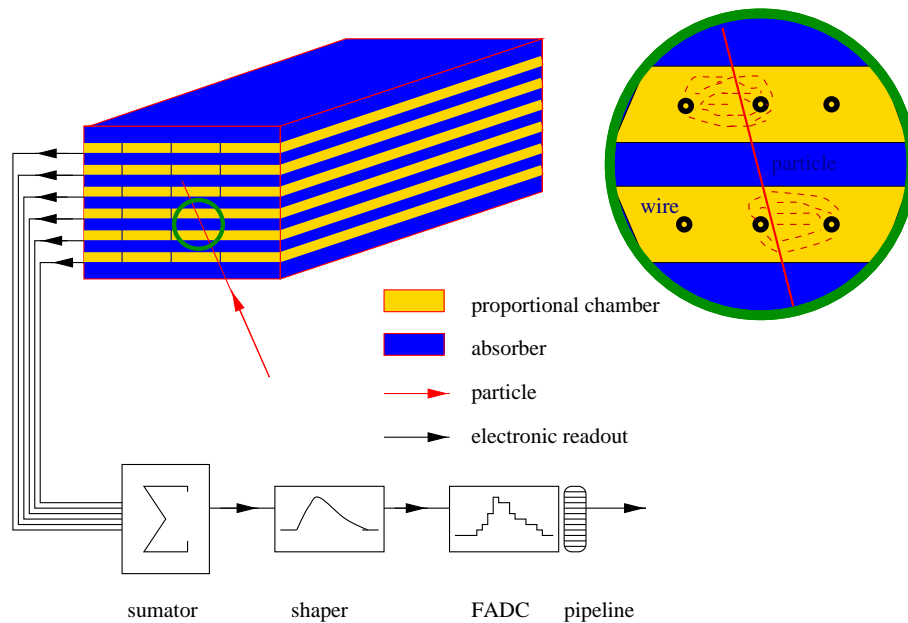 particle
wire
proportional chamber
absorber
particle
electronic readout
sumator
shaper
FADC
pipeline